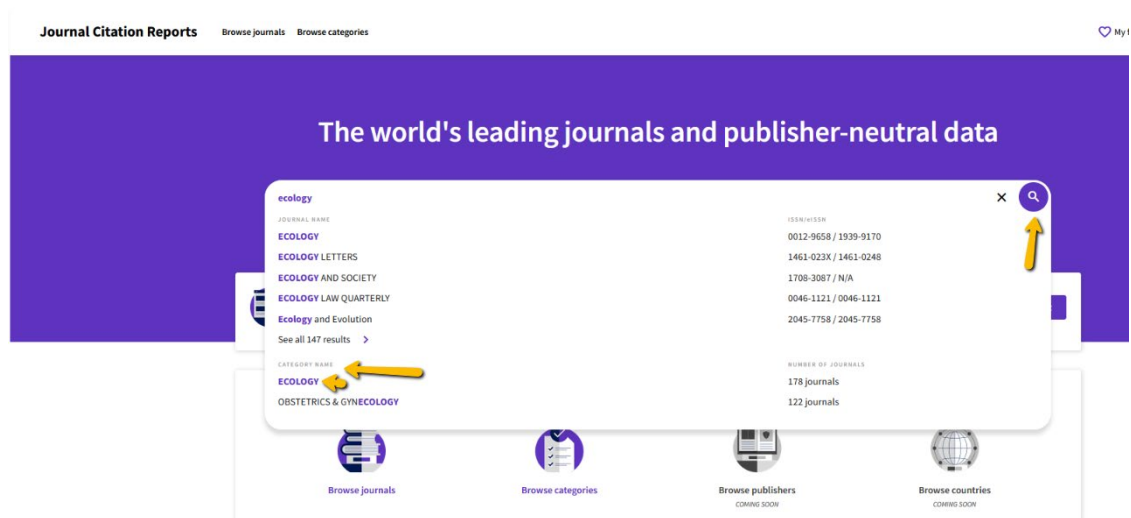 Journal Citation Reports Browse journals Browse categories My f
The world's leading journals and publisher-neutral data
ecology
JOURNAL NAME ISSN/eISSN
ECOLOGY 0012-9658 / 1939-9170
ECOLOGY LETTERS 1461-023X / 1461-0248
ECOLOGY AND SOCIETY 1708-3087 / N/A
ECOLOGY LAW QUARTERLY 0046-1121 / 0046-1121
Ecology and Evolution 2045-7758 / 2045-7758
See all 147 results
CATEGORY NAME NUMBER OF JOURNALS
ECOLOGY 178 journals
OBSTETRICS & GYNECOLOGY 122 journals
Browse journals Browse categories Browse publishers Browse countries
COMING SOON COMING SOON